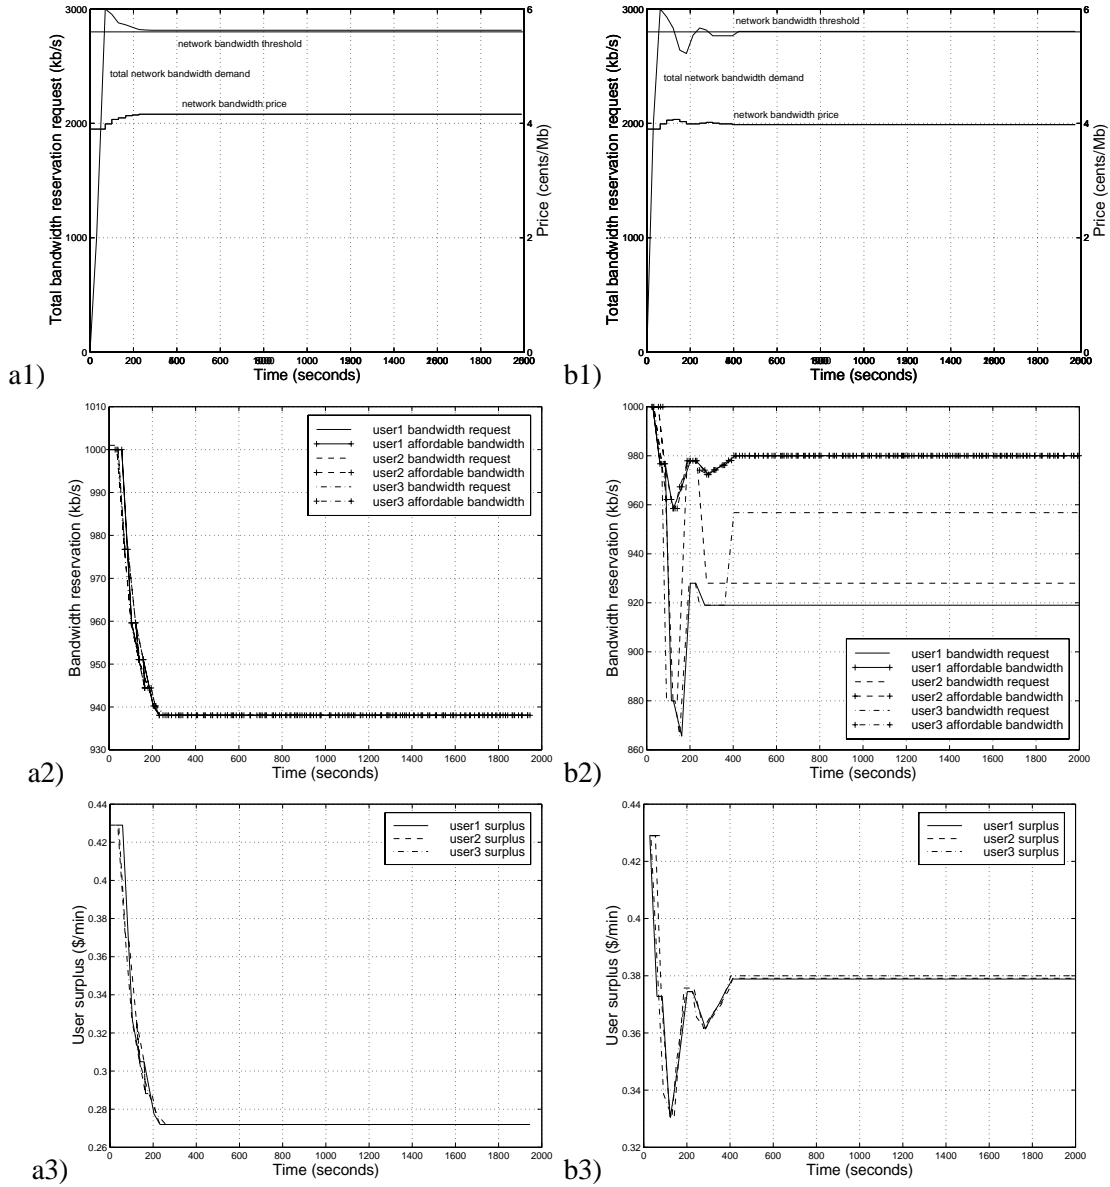 3000
2000
1000
0
6
4
2
0
Total bandwidth reservation request (kb/s)
Price (cents/Mb)
network bandwidth threshold
total network bandwidth demand
network bandwidth price
0 200 400 600 800 1000 1200 1400 1600 1800
Time (seconds)
a1)
3000
2000
1000
0
6
4
2
0
Total bandwidth reservation request (kb/s)
Price (cents/Mb)
network bandwidth threshold
total network bandwidth demand
network bandwidth price
0 200 400 600 800 1000 1400 1800
Time (seconds)
b1)
1010
1000
990
980
970
960
950
940
930
Bandwidth reservation (kb/s)
user1 bandwidth request
user1 affordable bandwidth
user2 bandwidth request
user2 affordable bandwidth
user3 bandwidth request
user3 affordable bandwidth
0 200 400 600 800 1000 1200 1400 1600 1800 2000
Time (seconds)
a2)
1000
980
960
940
920
900
880
860
Bandwidth reservation (kb/s)
user1 bandwidth request
user1 affordable bandwidth
user2 bandwidth request
user2 affordable bandwidth
user3 bandwidth request
user3 affordable bandwidth
0 200 400 600 800 1000 1200 1400 1600 1800 2000
Time (seconds)
b2)
0.44
0.42
0.4
0.38
0.36
0.34
0.32
0.3
0.28
0.26
User surplus ($/min)
user1 surplus
user2 surplus
user3 surplus
0 200 400 600 800 1000 1200 1400 1600 1800 2000
Time (seconds)
a3)
0.44
0.42
0.4
0.38
0.36
0.34
0.32
User surplus ($/min)
user1 surplus
user2 surplus
user3 surplus
0 200 400 600 800 1000 1200 1400 1600 1800 2000
Time (seconds)
b3)